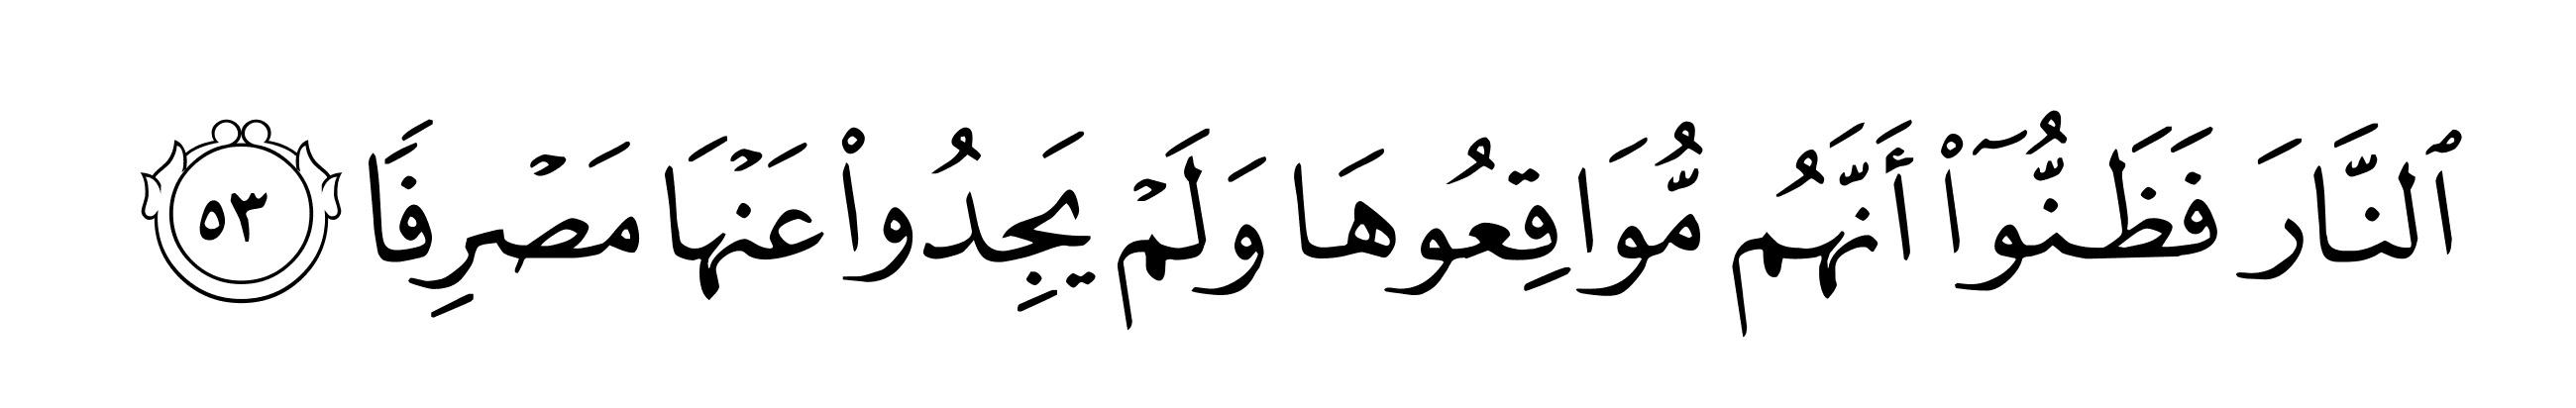 ٱلنَّارَ فَظَنُّوٓا۟ أَنَّهُم مُّوَاقِعُوهَا وَلَمْ يَجِدُوا۟ عَنْهَا مَصْرِفًا ٥٣